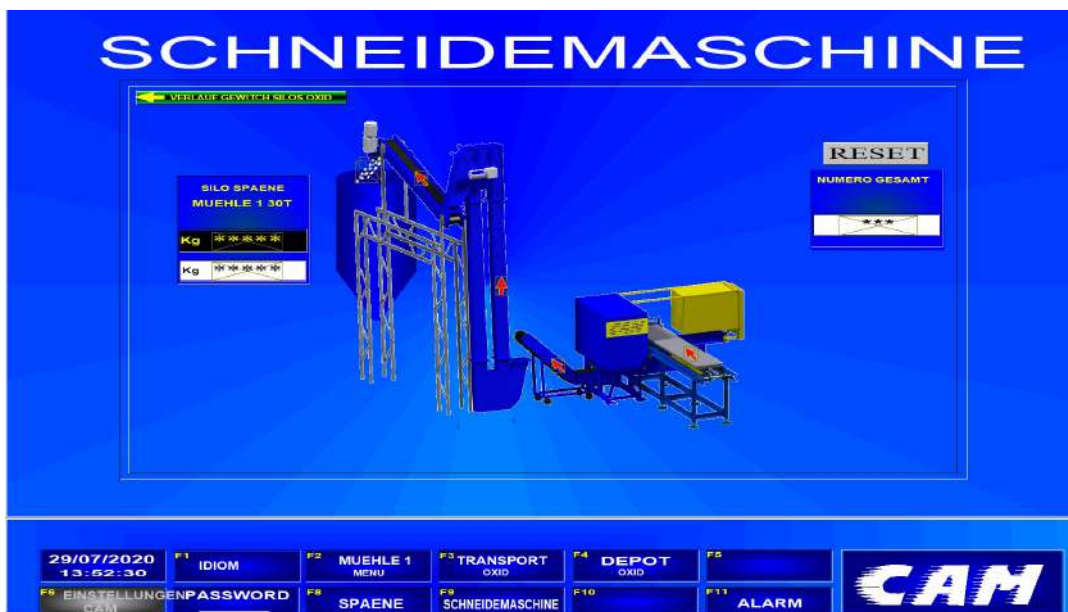 SCHNEIDEMASCHINE
VERLAUF GEWITCH SILOS OXID
RESET
SILO SPAENE
MUEHLE 1 30T
Kg *****
Kg *****
NUMERO GESAMT
***
29/07/2020
13:52:30
F1 IDIOM
F2 MUEHLE 1
MENU
F3 TRANSPORT
OXID
F4 DEPOT
OXID
F5
F6 EINSTELLUNGEN
CAM
PASSWORD
F8 SPAENE
F9 SCHNEIDEMASCHINE
F10
F11 ALARM
CAM